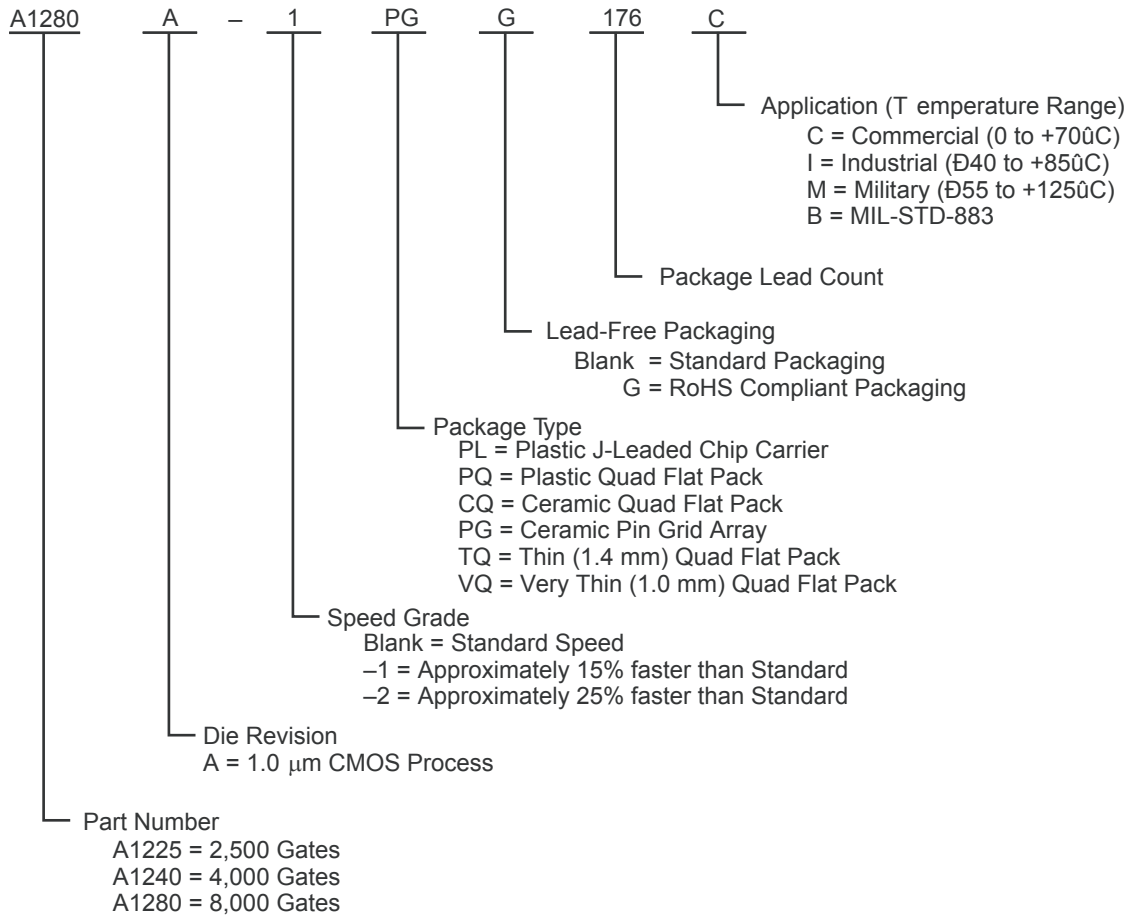 A1280 A – 1 PG G 176 C
Application (T emperature Range)
C = Commercial (0 to +70ûC)
I = Industrial (Ð40 to +85ûC)
M = Military (Ð55 to +125ûC)
B = MIL-STD-883
Package Lead Count
Lead-Free Packaging
Blank = Standard Packaging
G = RoHS Compliant Packaging
Package Type
PL = Plastic J-Leaded Chip Carrier
PQ = Plastic Quad Flat Pack
CQ = Ceramic Quad Flat Pack
PG = Ceramic Pin Grid Array
TQ = Thin (1.4 mm) Quad Flat Pack
VQ = Very Thin (1.0 mm) Quad Flat Pack
Speed Grade
Blank = Standard Speed
–1 = Approximately 15% faster than Standard
–2 = Approximately 25% faster than Standard
Die Revision
A = 1.0 μm CMOS Process
Part Number
A1225 = 2,500 Gates
A1240 = 4,000 Gates
A1280 = 8,000 Gates